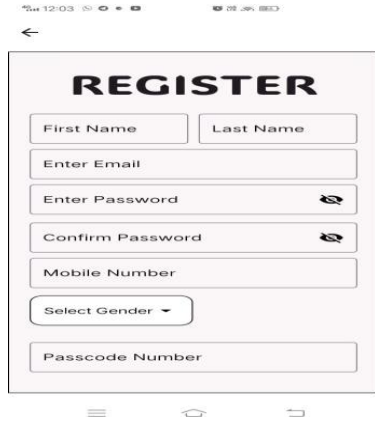 12:03
REGISTER
First Name Last Name
Enter Email
Enter Password
Confirm Password
Mobile Number
Select Gender
Passcode Number